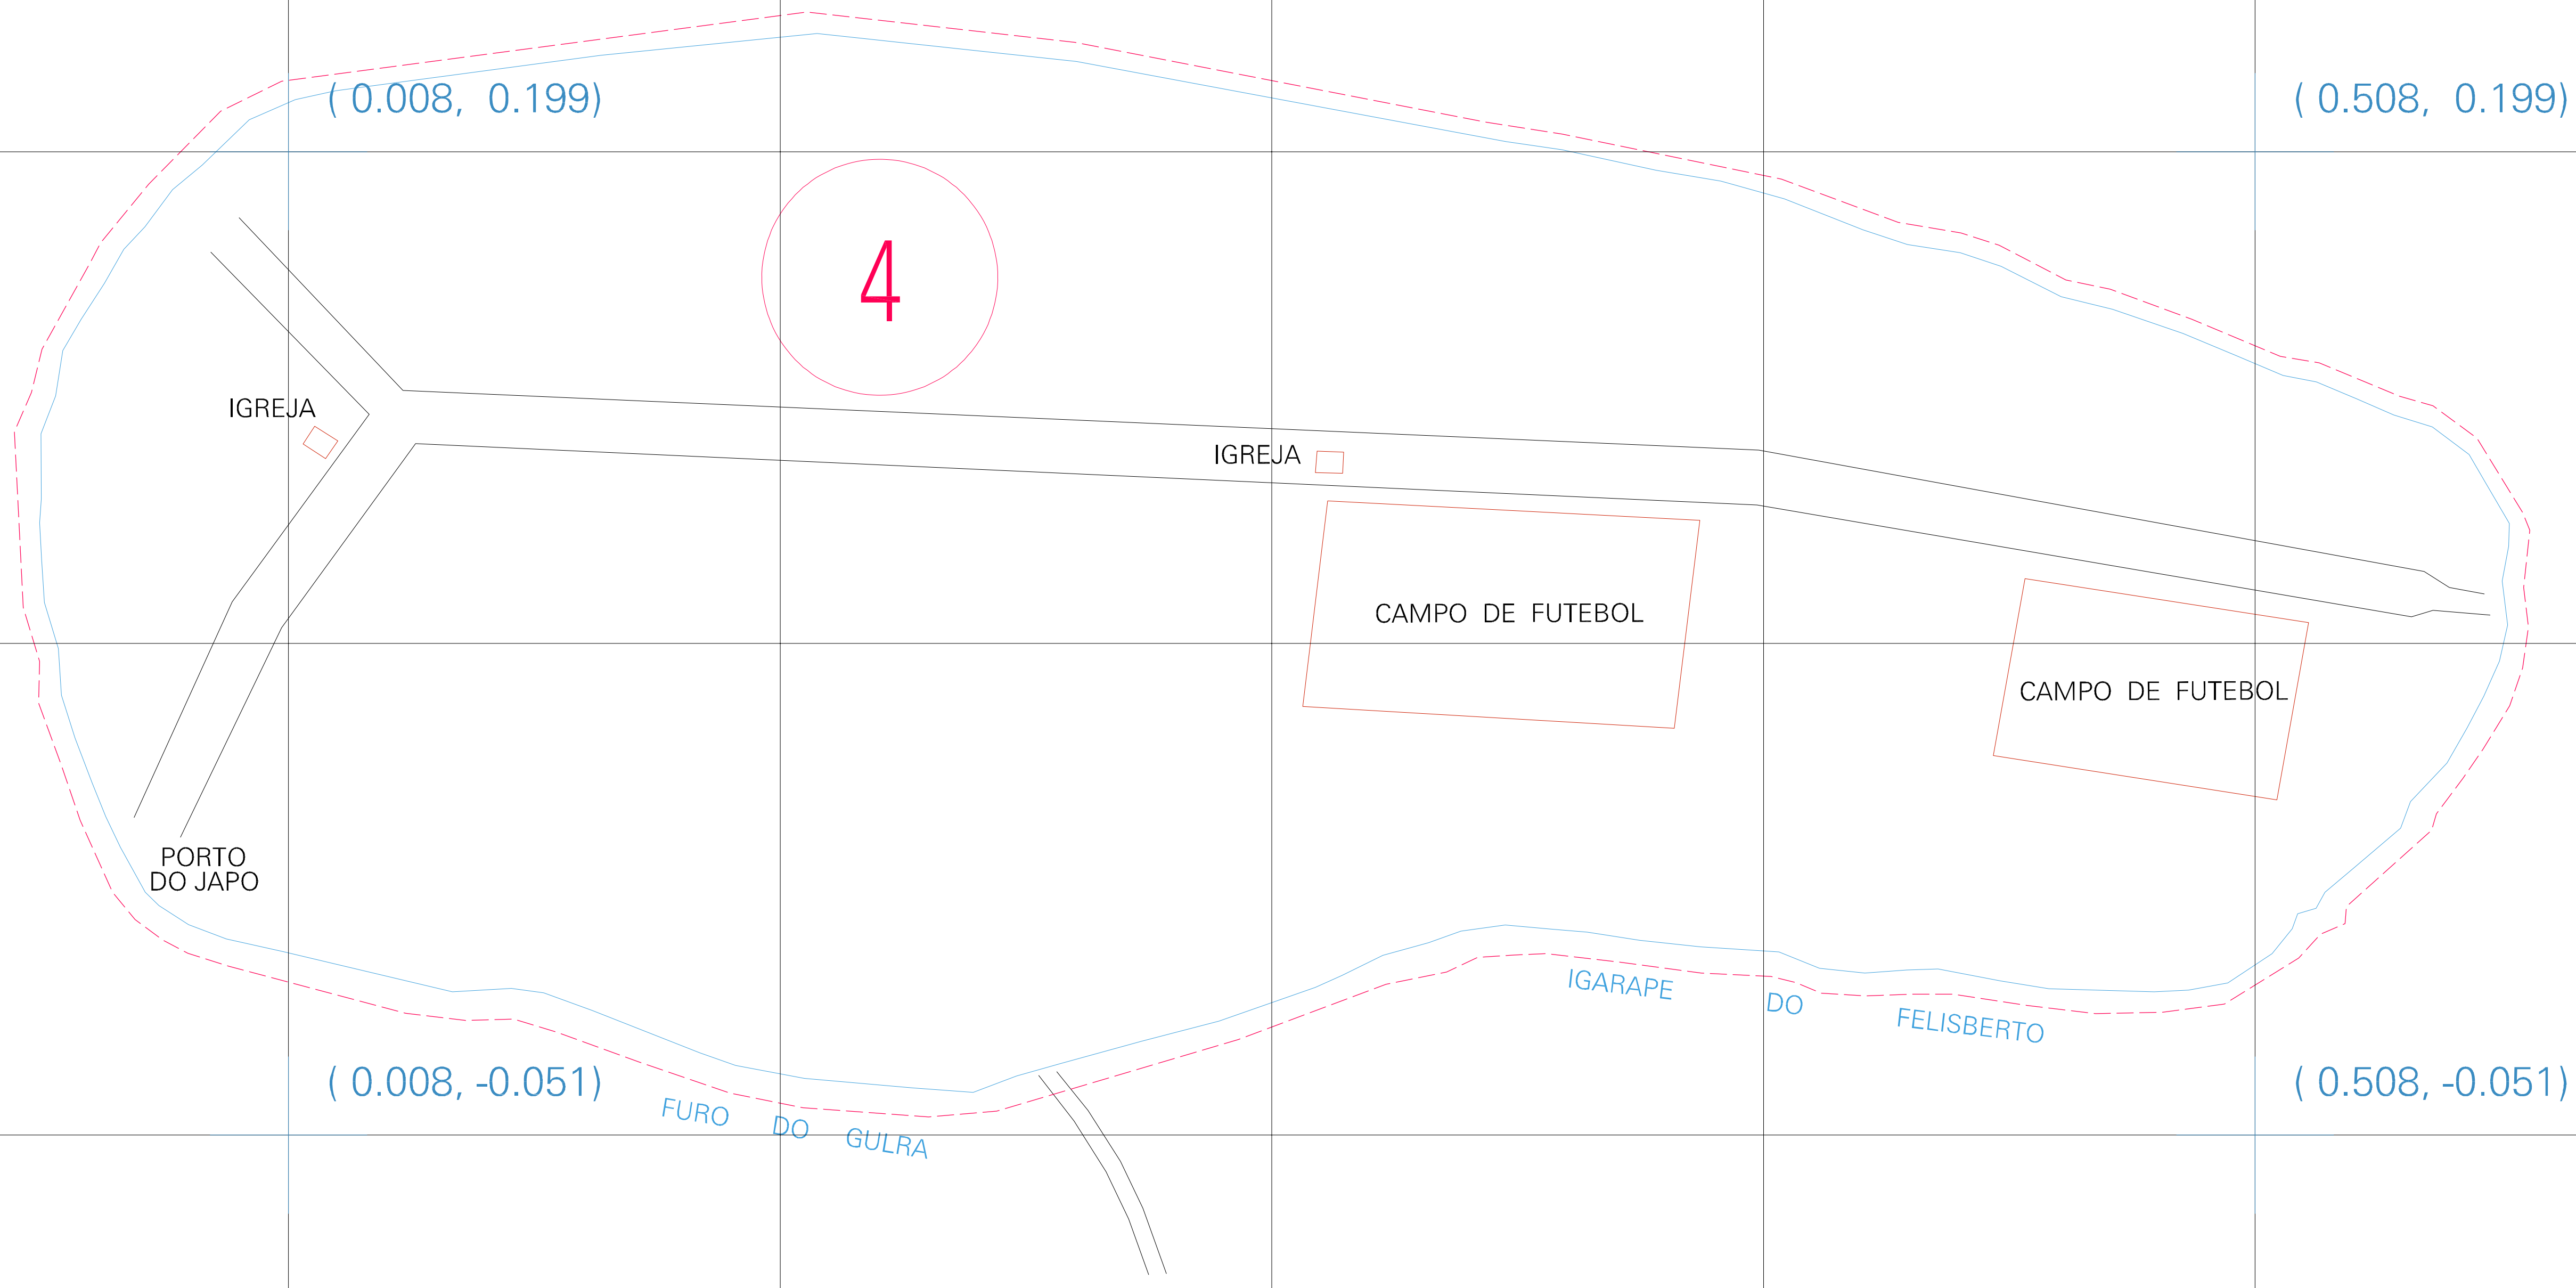 ( 0.008,  0.199)
( 0.508,  0.199)
4
IGREJA
IGREJA
CAMPO DE FUTEBOL
CAMPO DE FUTEBOL
PORTO
DO JAPO
IGARAPE DO FELISBERTO
( 0.008, -0.051)
( 0.508, -0.051)
FURO DO GULRA